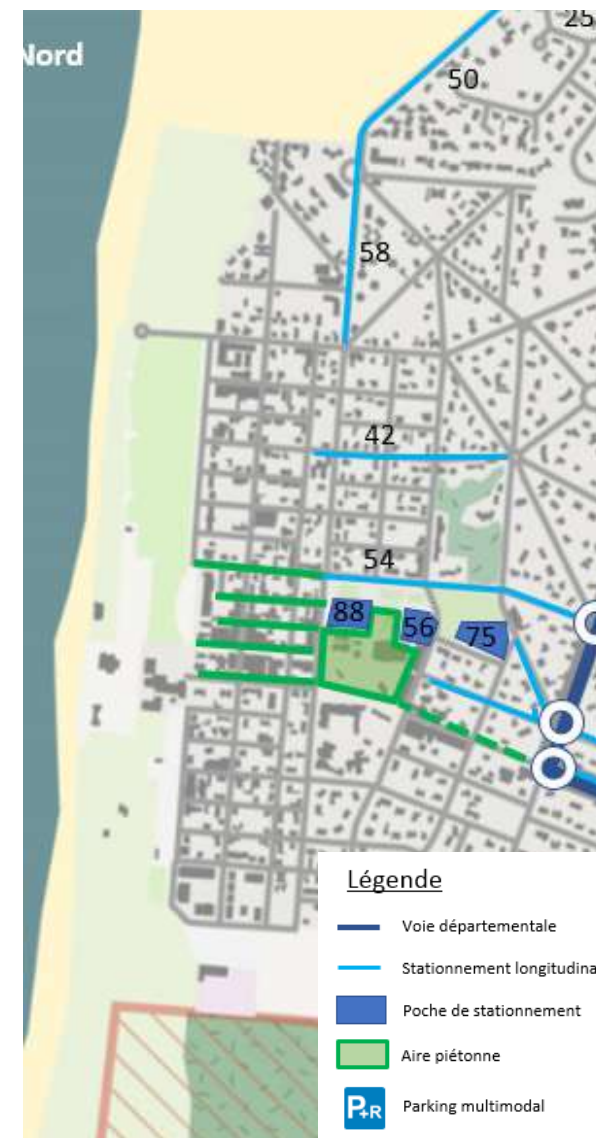 25
Nord
50
58
42
54
88
56
75
Légende
Voie départementale
Stationnement longitudina
Poche de stationnement
Aire piétonne
P+R Parking multimodal